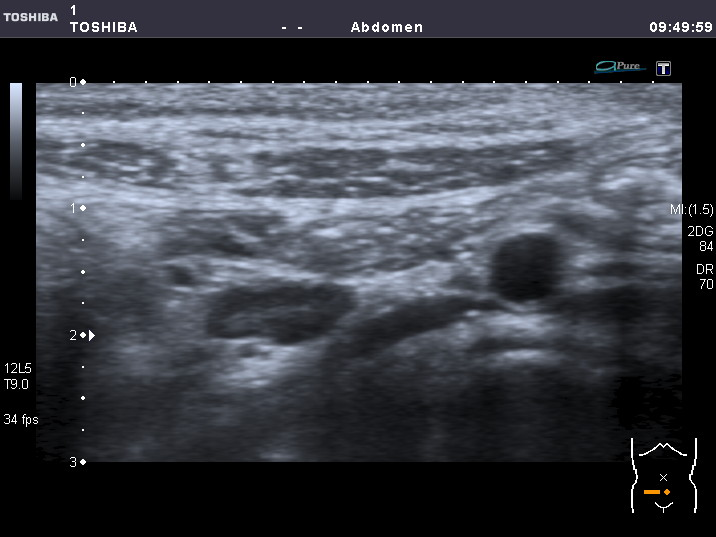 TOSHIBA
1
TOSHIBA
- -
Abdomen
09:49:59
aPure
T
0
1
2
3
MI:(1.5)
2DG
84
DR
70
12L5
T9.0
34 fps